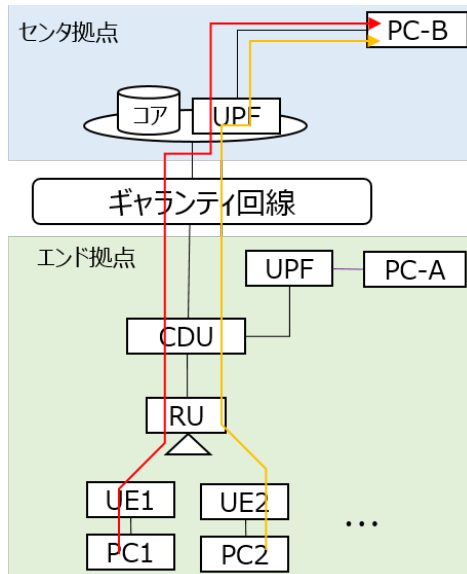 センタ拠点
PC-B
コア
UPF
ギャランティ回線
エンド拠点
UPF
PC-A
CDU
RU
UE1
UE2
PC1
PC2
...